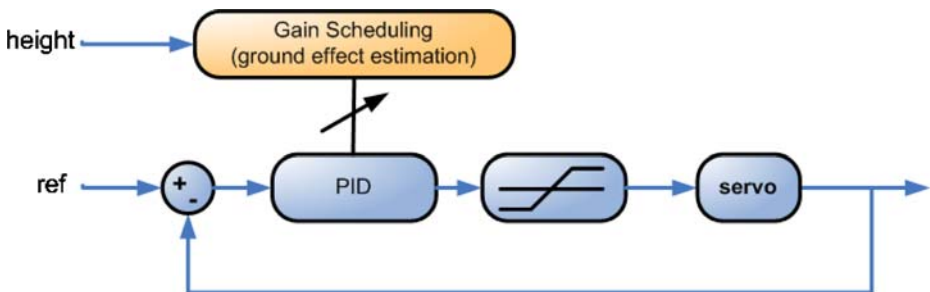 height
Gain Scheduling
(ground effect estimation)
ref
+
-
PID
servo